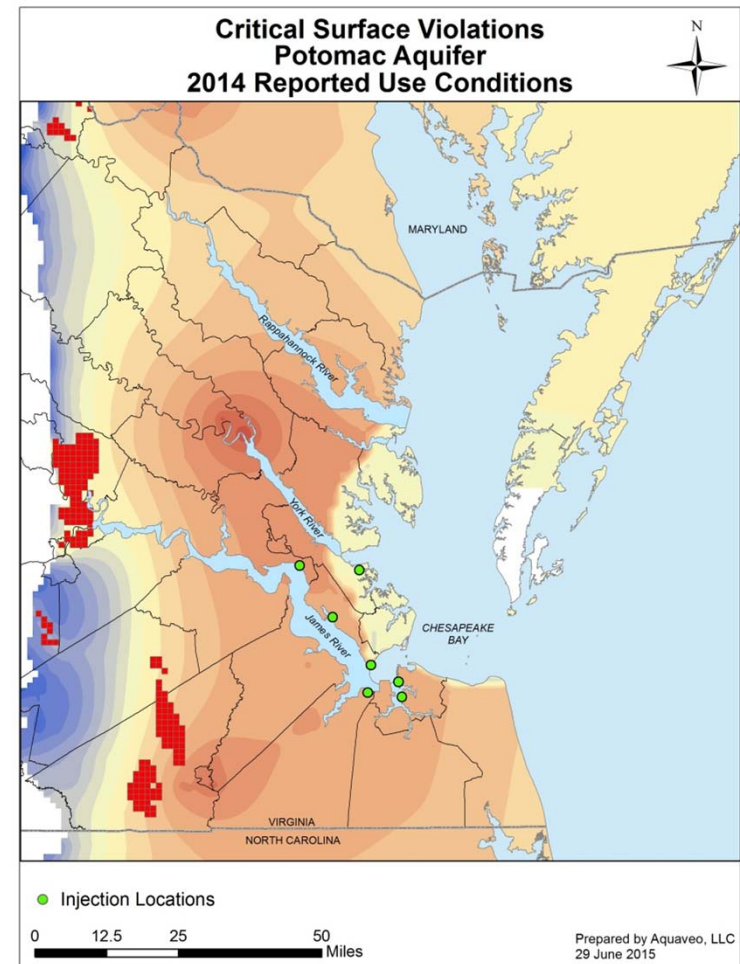 Critical Surface Violations
Potomac Aquifer
2014 Reported Use Conditions
N
MARYLAND
Rappahannock River
York River
James River
CHESAPEAKE
BAY
VIRGINIA
NORTH CAROLINA
Injection Locations
0 12.5 25 50
Miles
Prepared by Aquaveo, LLC
29 June 2015